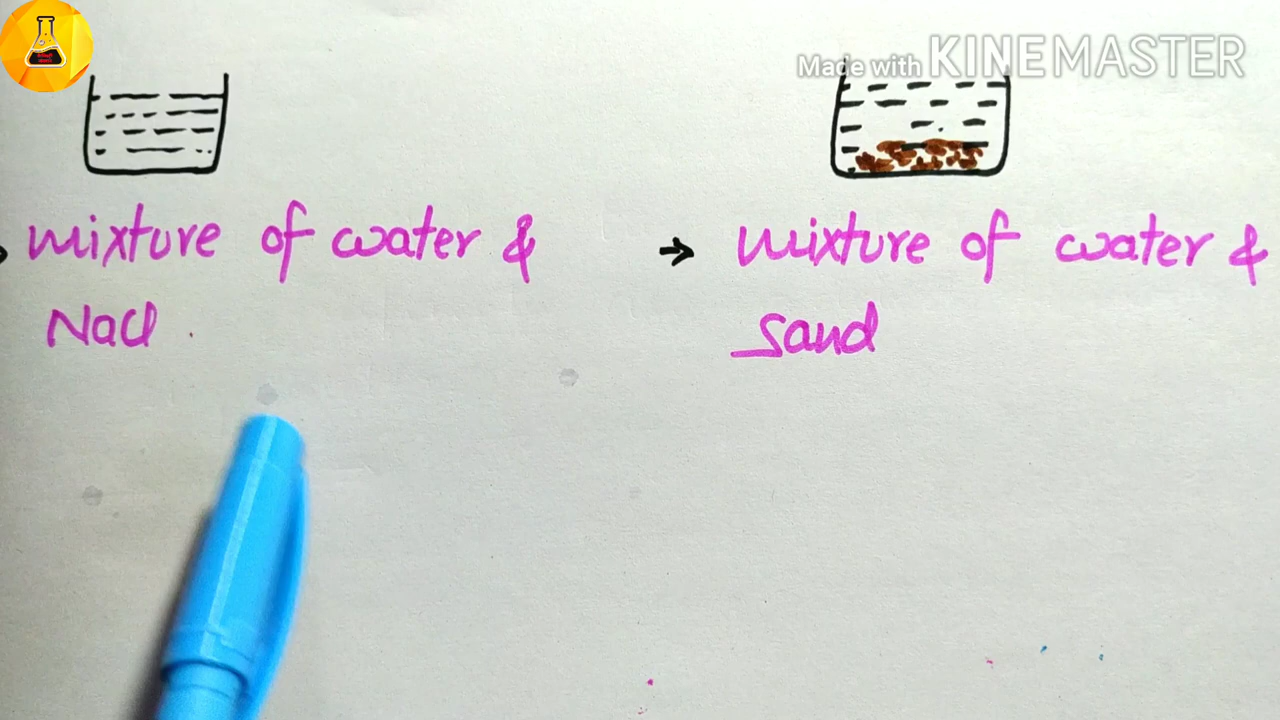 Made with KINEMASTER
→ mixture of water &
NaCl .
→ mixture of water &
Sand